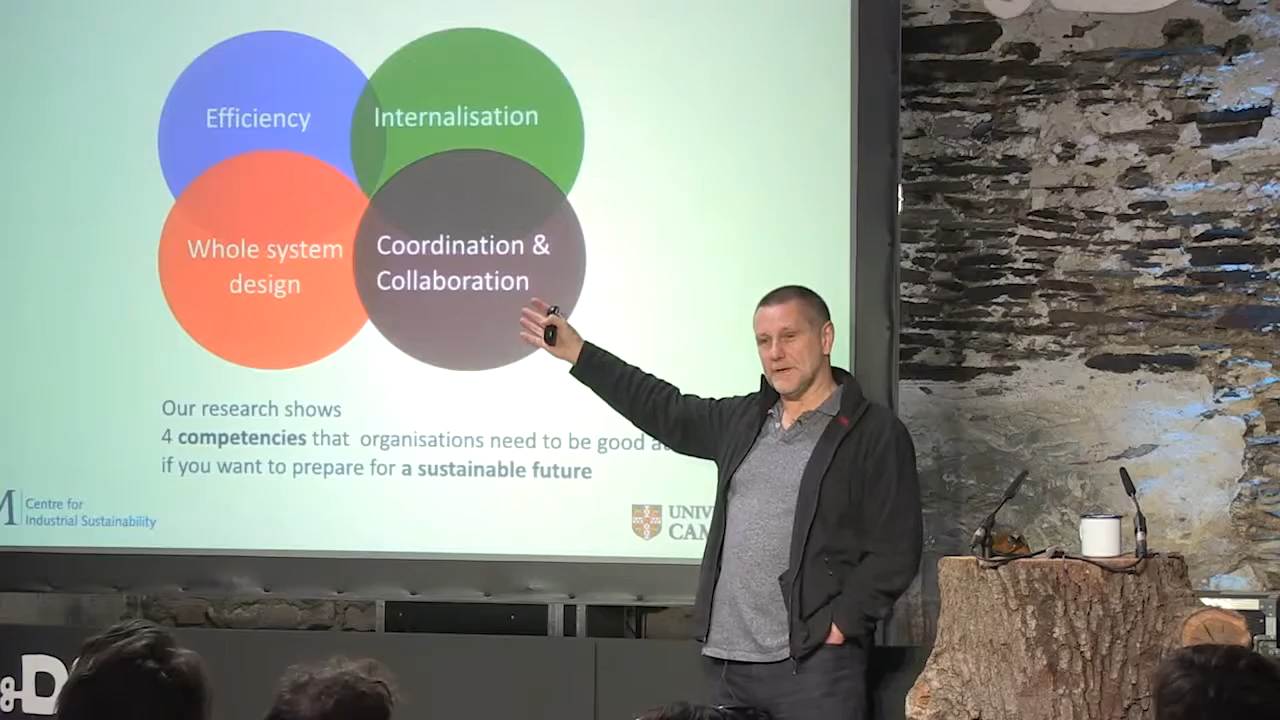 Efficiency
Internalisation
Whole system
design
Coordination &
Collaboration
Our research shows
4 competencies that organisations need to be good
if you want to prepare for a sustainable future
Centre for
Industrial Sustainability